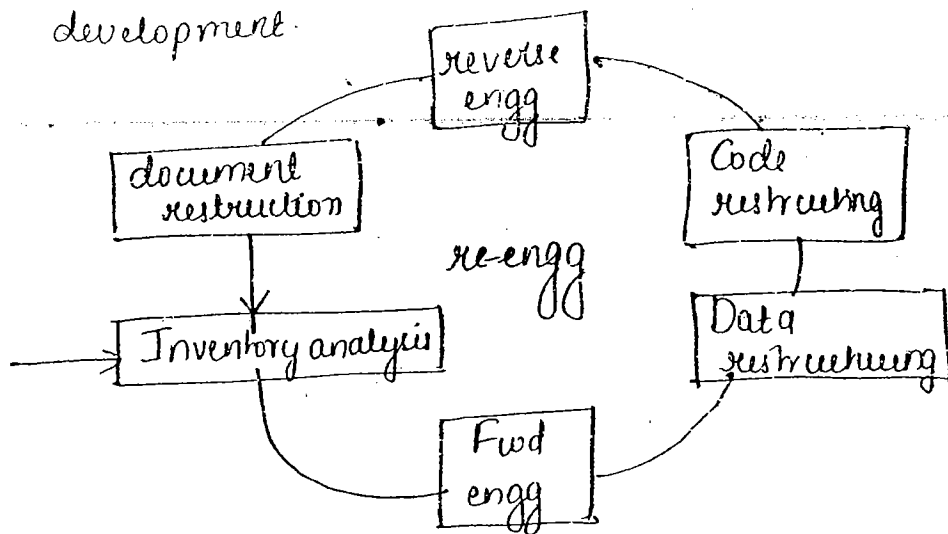 development.
reverse
engg
document
restruction
Code
restructing
re-engg
Inventory analysis
Data
restructuring
Fwd
engg